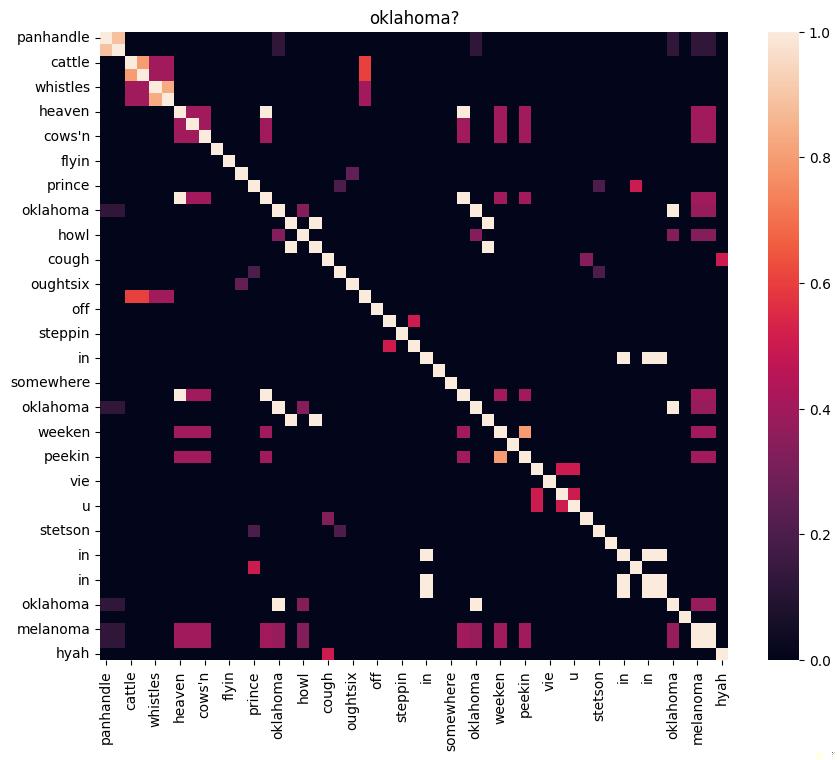 oklahoma?
panhandle
cattle
whistles
heaven
cows'n
flyin
prince
oklahoma
howl
cough
oughtsix
off
steppin
in
somewhere
oklahoma
weeken
peekin
vie
u
stetson
in
in
oklahoma
melanoma
hyah
panhandle
cattle
whistles
heaven
cows'n
flyin
prince
oklahoma
howl
cough
oughtsix
off
steppin
in
somewhere
oklahoma
weeken
peekin
vie
u
stetson
in
in
oklahoma
melanoma
hyah
1.0
0.8
0.6
0.4
0.2
0.0